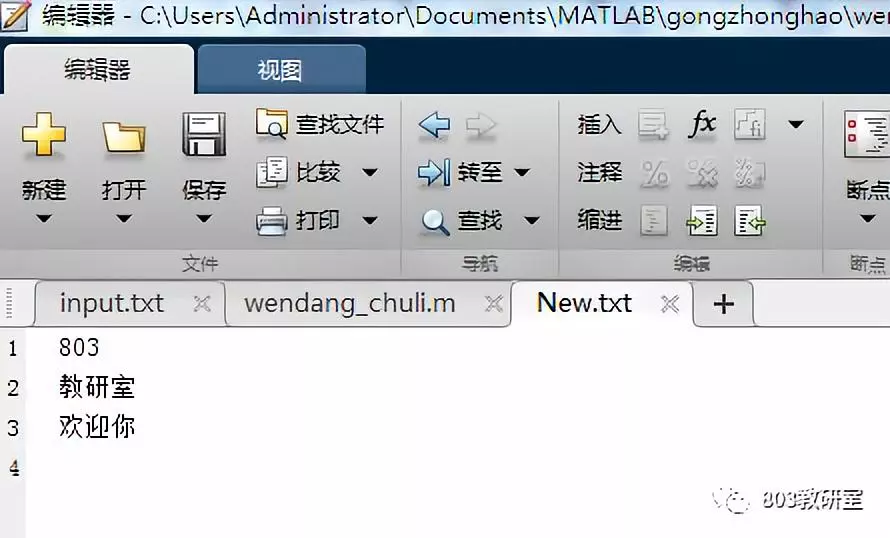 编辑器 - C:\Users\Administrator\Documents\MATLAB\gongzhonghao\wer
编辑器 视图
新建 打开 保存 查找文件 比较 打印
文件
转至 查找
导航
插入 fx fi
注释
缩进
编辑
断点
断点
input.txt wendang_chuli.m New.txt +
1 803
2 教研室
3 欢迎你
4
803教研室